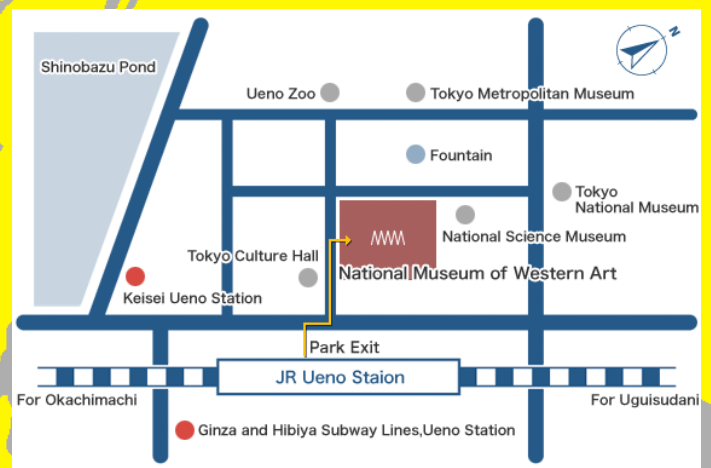 N
Shinobazu Pond
Ueno Zoo
Tokyo Metropolitan Museum
Fountain
Tokyo
National Museum
National Science Museum
Tokyo Culture Hall
National Museum of Western Art
Keisei Ueno Station
Park Exit
JR Ueno Staion
For Okachimachi
For Uguisudani
Ginza and Hibiya Subway Lines,Ueno Station